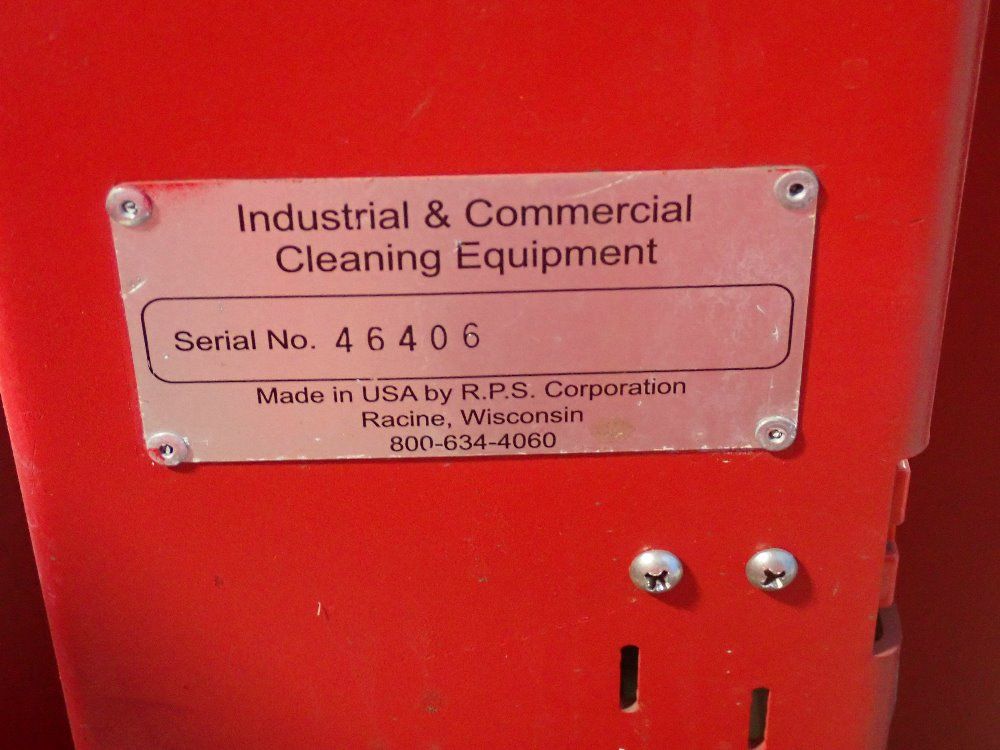 Industrial & Commercial
Cleaning Equipment
Serial No. 46406
Made in USA by R.P.S. Corporation
Racine, Wisconsin
800-634-4060